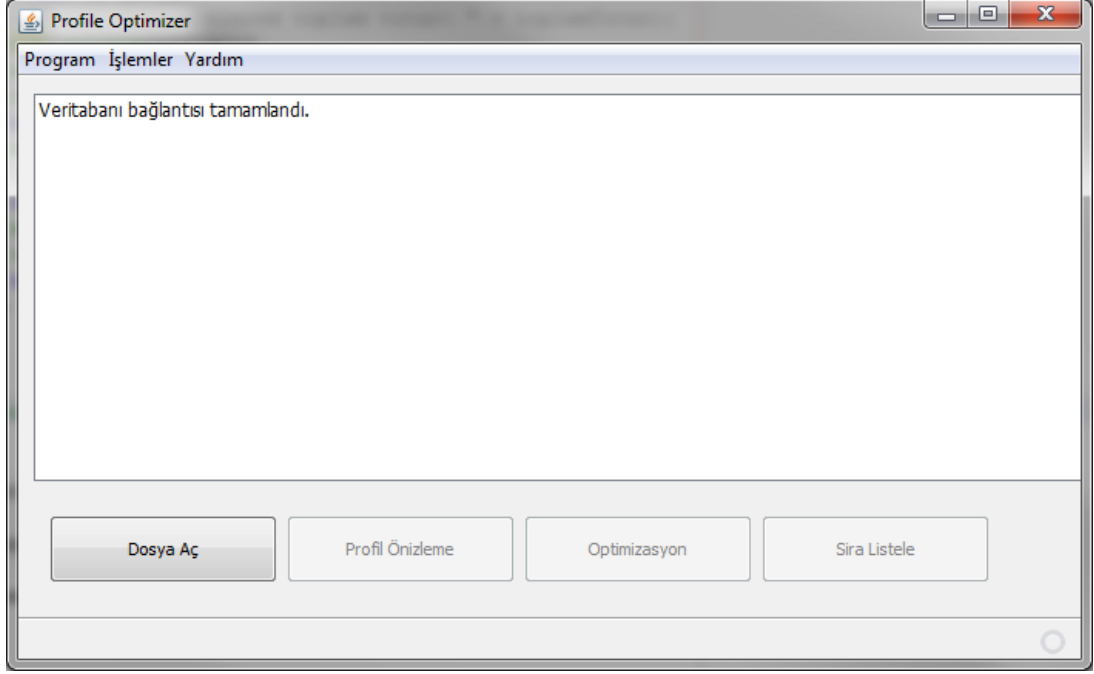 Profile Optimizer
Program İşlemler Yardım
Veritabanı bağlantısı tamamlandı.
Dosya Aç
Profil Önizleme
Optimizasyon
Sira Listele